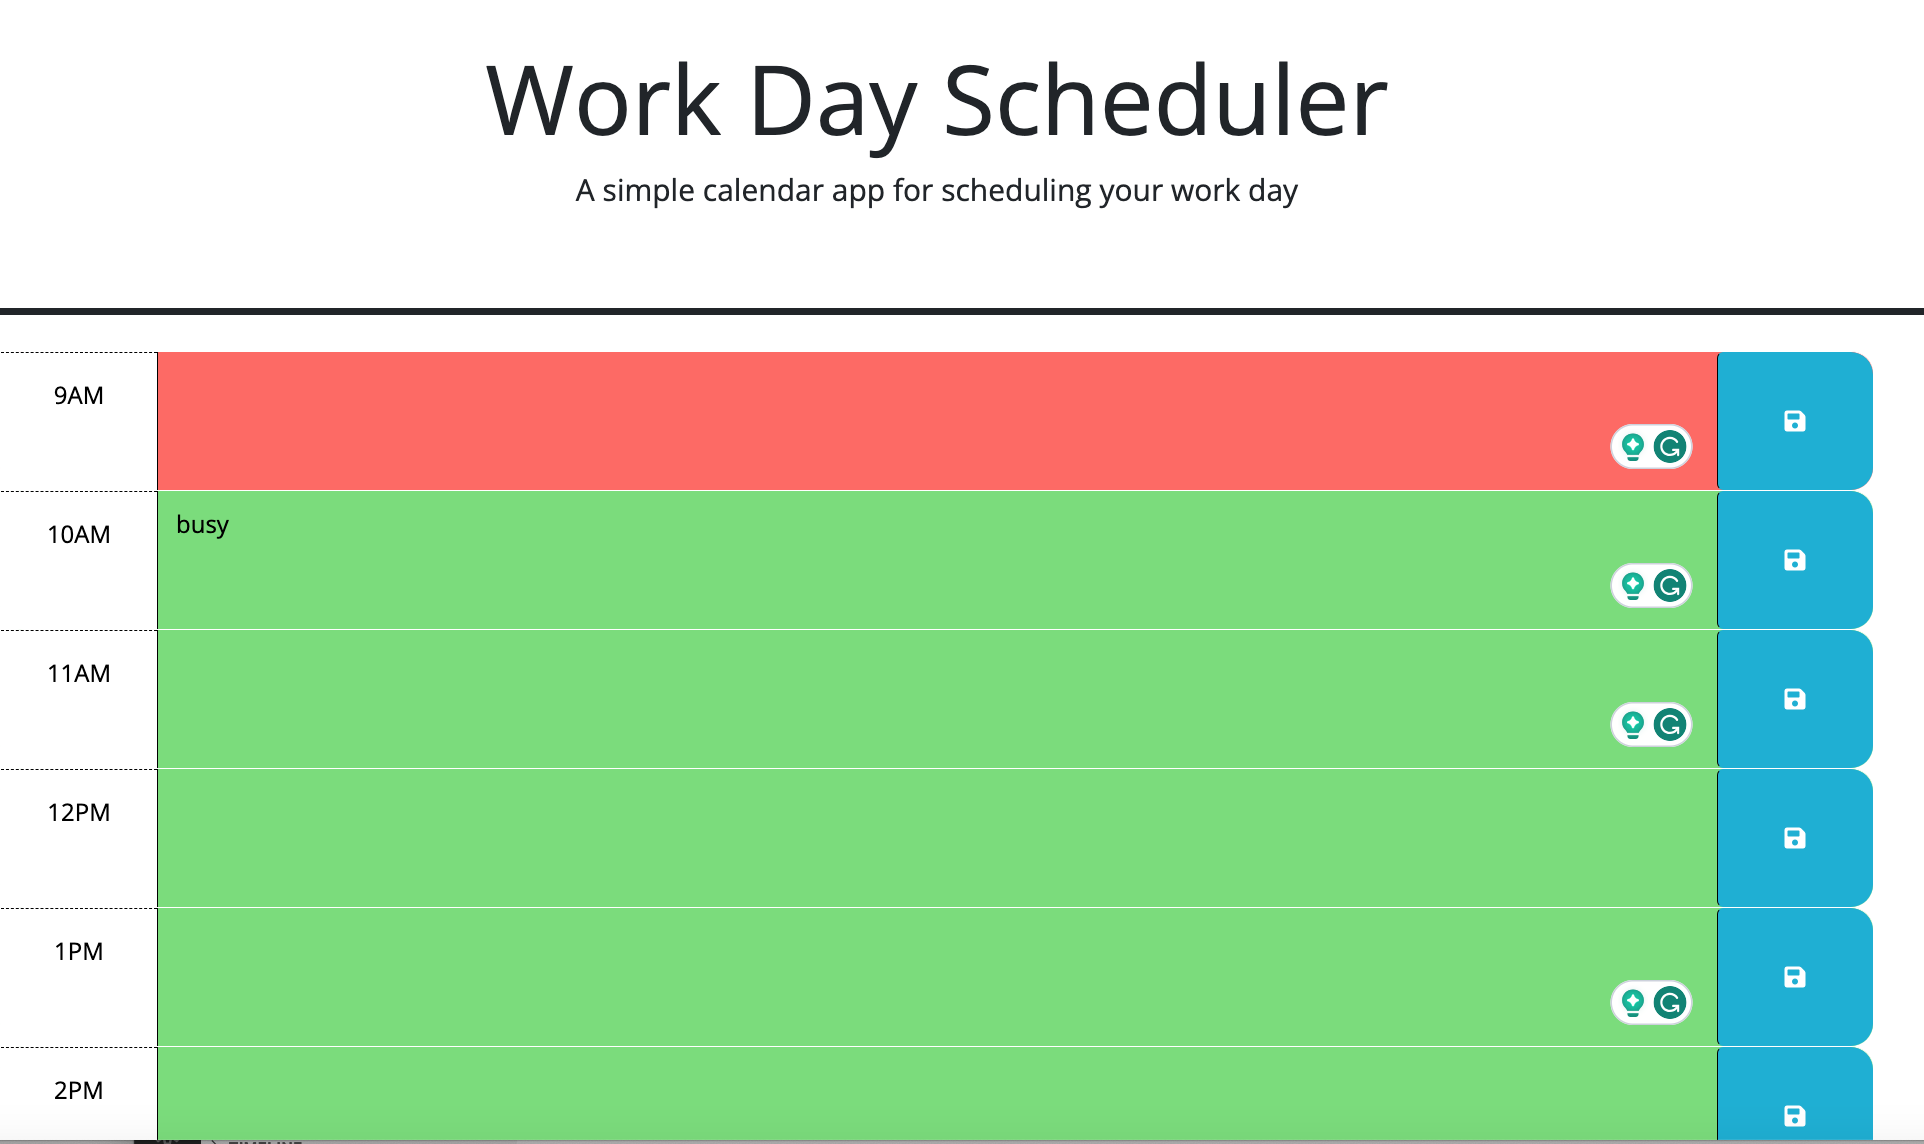 Work Day Scheduler
A simple calendar app for scheduling your work day
9AM
10AM
busy
11AM
12PM
1PM
2PM